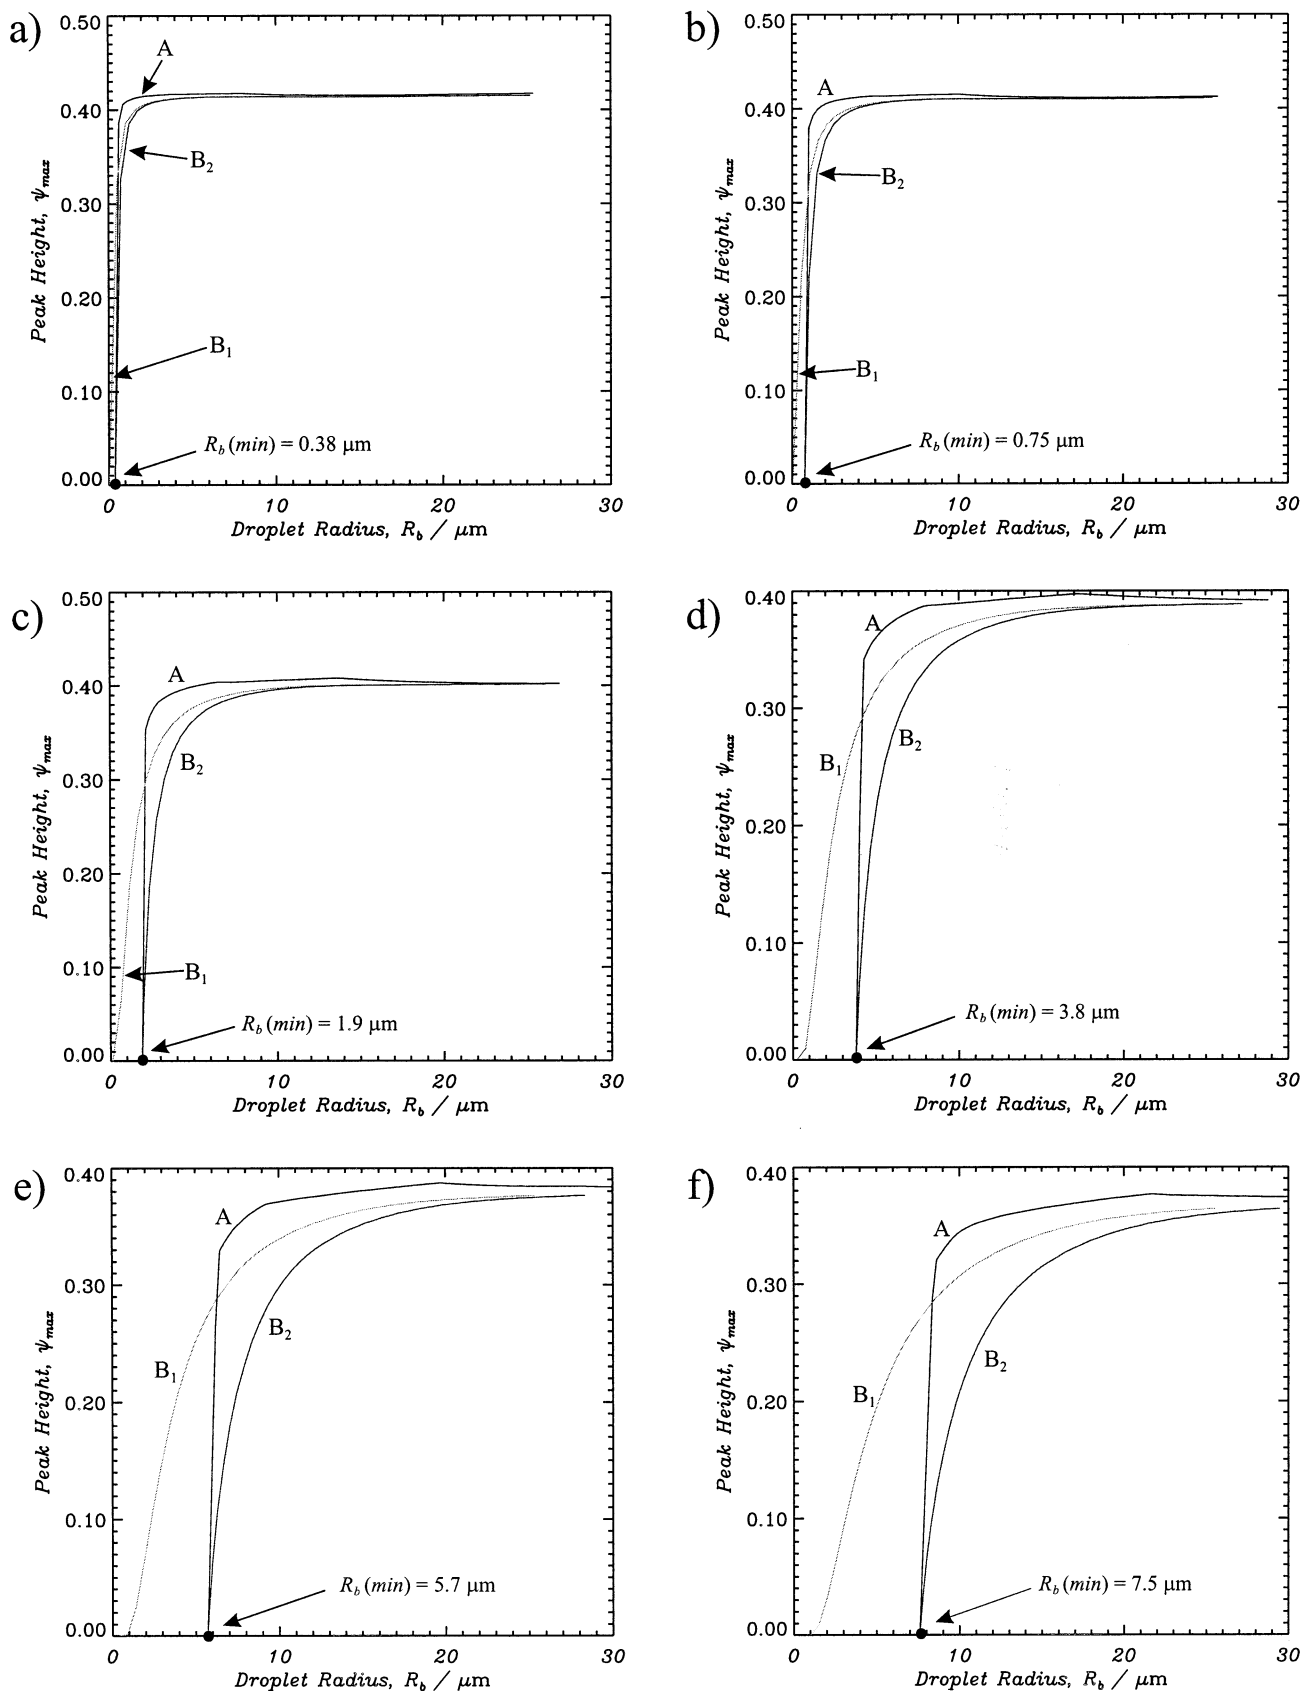 a)
0.50
0.40
0.30
0.20
0.10
0.00
Peak Height, ψmax
A
B2
B1
Rb (min) = 0.38 μm
0 10 20 30
Droplet Radius, Rb / μm
b)
0.50
0.40
0.30
0.20
0.10
0.00
Peak Height, ψmax
A
B2
B1
Rb (min) = 0.75 μm
0 10 20 30
Droplet Radius, Rb / μm
c)
0.50
0.40
0.30
0.20
0.10
0.00
Peak Height, ψmax
A
B2
B1
Rb (min) = 1.9 μm
0 10 20 30
Droplet Radius, Rb / μm
d)
0.40
0.30
0.20
0.10
0.00
Peak Height, ψmax
A
B2
B1
Rb (min) = 3.8 μm
0 10 20 30
Droplet Radius, Rb / μm
e)
0.40
0.30
0.20
0.10
0.00
Peak Height, ψmax
A
B2
B1
Rb (min) = 5.7 μm
0 10 20 30
Droplet Radius, Rb / μm
f)
0.40
0.30
0.20
0.10
0.00
Peak Height, ψmax
A
B2
B1
Rb (min) = 7.5 μm
0 10 20 30
Droplet Radius, Rb / μm